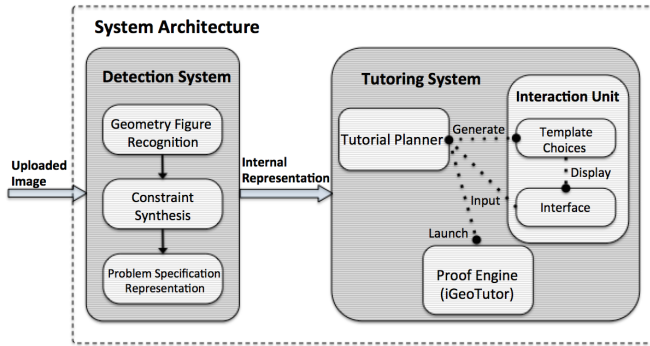 System Architecture
Detection System
Geometry Figure
Recognition
Constraint
Synthesis
Problem Specification
Representation
Uploaded
Image
Internal
Representation
Tutoring System
Tutorial Planner
Generate
Interaction Unit
Template
Choices
Display
Interface
Input
Launch
Proof Engine
(iGeoTutor)